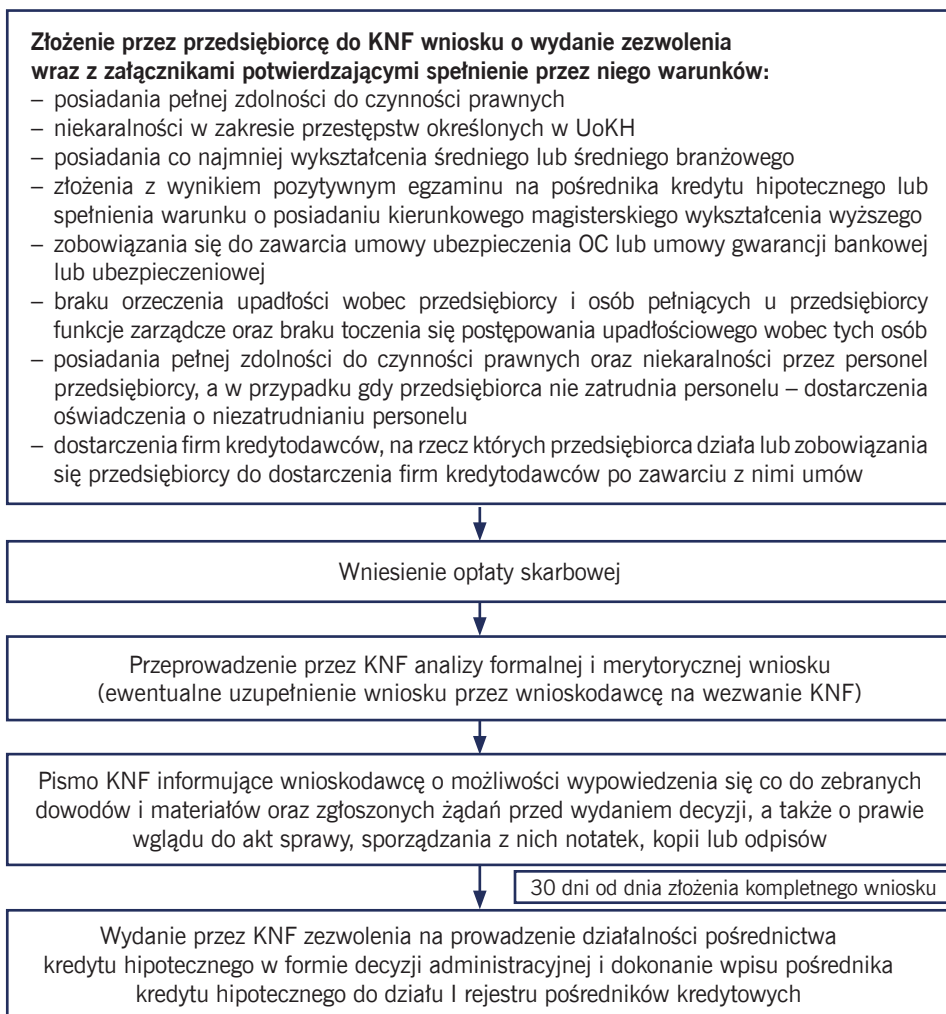 Złożenie przez przedsiębiorcę do KNF wniosku o wydanie zezwolenia
wraz z załącznikami potwierdzającymi spełnienie przez niego warunków:
– posiadania pełnej zdolności do czynności prawnych
– niekaralności w zakresie przestępstw określonych w UoKH
– posiadania co najmniej wykształcenia średniego lub średniego branżowego
– złożenia z wynikiem pozytywnym egzaminu na pośrednika kredytu hipotecznego lub
spełnienia warunku o posiadaniu kierunkowego magisterskiego wykształcenia wyższego
– zobowiązania się do zawarcia umowy ubezpieczenia OC lub umowy gwarancji bankowej
lub ubezpieczeniowej
– braku orzeczenia upadłości wobec przedsiębiorcy i osób pełniących u przedsiębiorcy
funkcje zarządcze oraz braku toczenia się postępowania upadłościowego wobec tych osób
– posiadania pełnej zdolności do czynności prawnych oraz niekaralności przez personel
przedsiębiorcy, a w przypadku gdy przedsiębiorca nie zatrudnia personelu – dostarczenia
oświadczenia o niezatrudnianiu personelu
– dostarczenia firm kredytodawców, na rzecz których przedsiębiorca działa lub zobowiązania
się przedsiębiorcy do dostarczenia firm kredytodawców po zawarciu z nimi umów
Wniesienie opłaty skarbowej
Przeprowadzenie przez KNF analizy formalnej i merytorycznej wniosku
(ewentualne uzupełnienie wniosku przez wnioskodawcę na wezwanie KNF)
Pismo KNF informujące wnioskodawcę o możliwości wypowiedzenia się co do zebranych
dowodów i materiałów oraz zgłoszonych żądań przed wydaniem decyzji, a także o prawie
wglądu do akt sprawy, sporządzania z nich notatek, kopii lub odpisów
30 dni od dnia złożenia kompletnego wniosku
Wydanie przez KNF zezwolenia na prowadzenie działalności pośrednictwa
kredytu hipotecznego w formie decyzji administracyjnej i dokonanie wpisu pośrednika
kredytu hipotecznego do działu I rejestru pośredników kredytowych